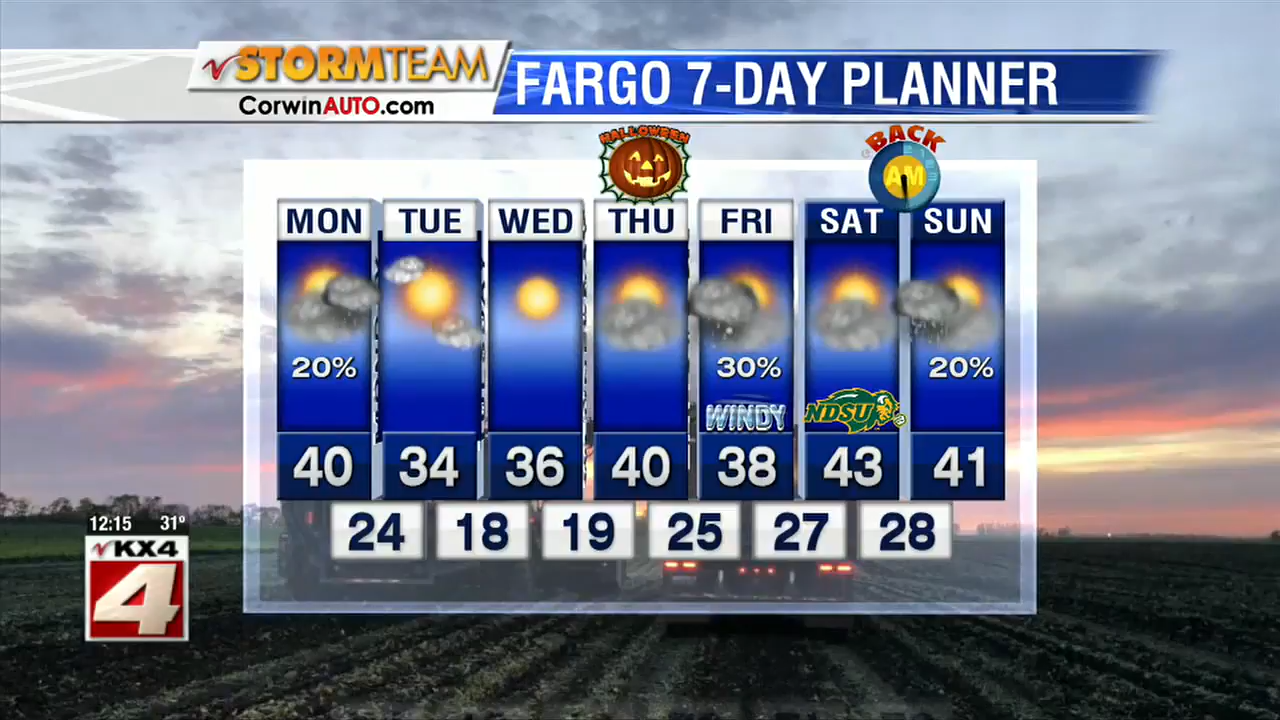 STORMTEAM
CorwinAUTO.com
FARGO 7-DAY PLANNER
HALLOWEEN
BACK
AM
MON TUE WED THU FRI SAT SUN
20% 30% 20%
WINDY NDSU
40 34 36 40 38 43 41
24 18 19 25 27 28
12:15 31°
KX4
4